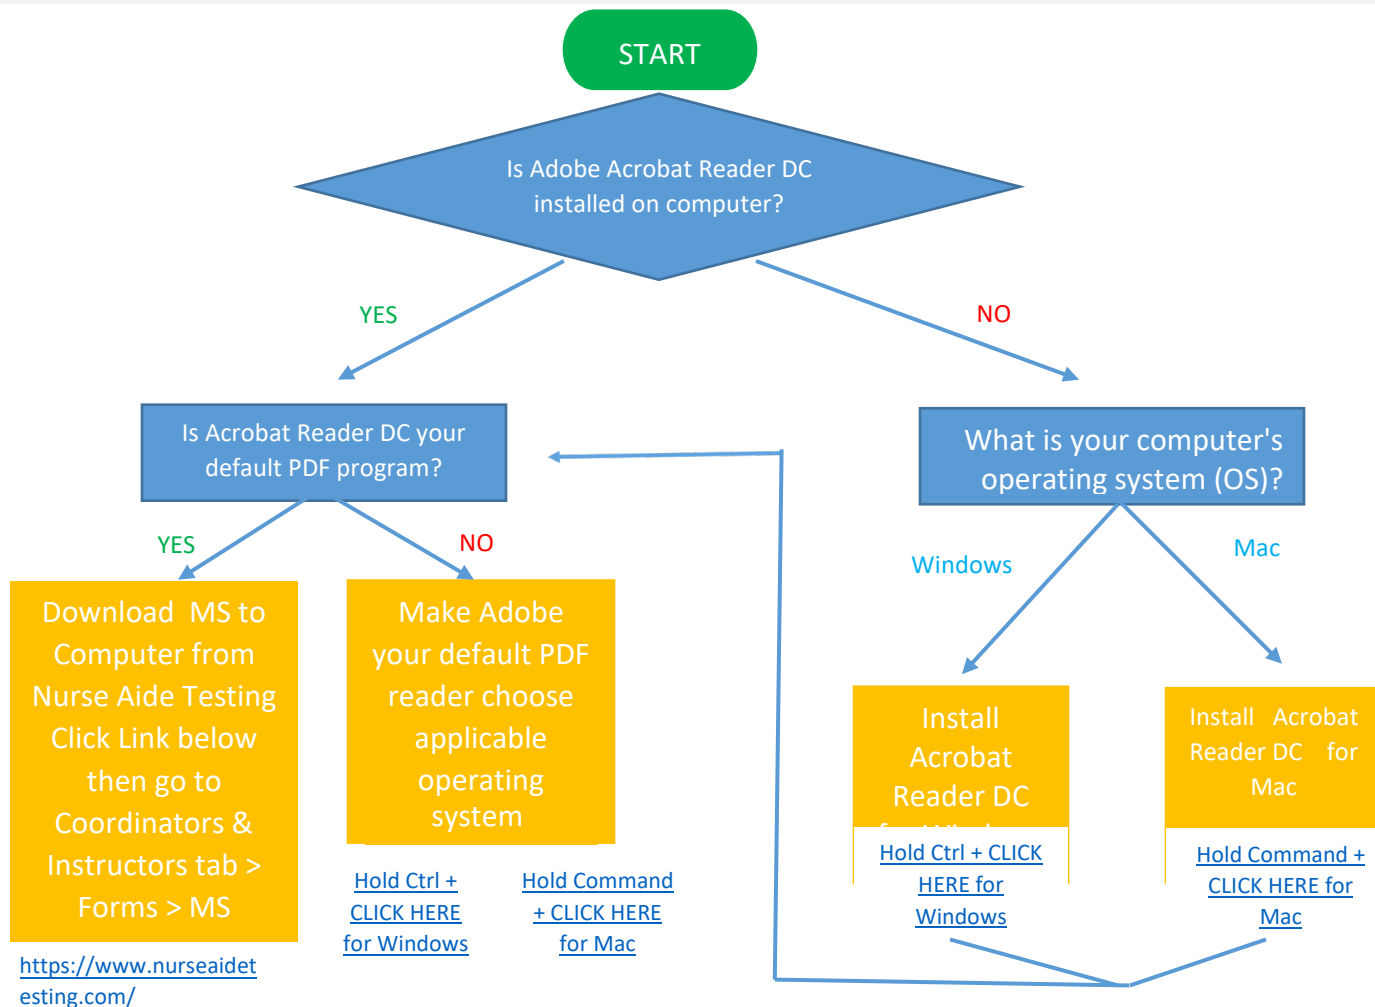 START
Is Adobe Acrobat Reader DC
installed on computer?
YES
NO
Is Acrobat Reader DC your
default PDF program?
What is your computer's
operating system (OS)?
YES
NO
Windows
Mac
Download MS to
Computer from
Nurse Aide Testing
Click Link below
then go to
Coordinators &
Instructors tab >
Forms > MS
https://www.nurseaidet
esting.com/
Make Adobe
your default PDF
reader choose
applicable
operating
system
Hold Ctrl +
CLICK HERE
for Windows
Hold Command
+ CLICK HERE
for Mac
Install
Acrobat
Reader DC
Hold Ctrl + CLICK
HERE for
Windows
Install Acrobat
Reader DC for
Mac
Hold Command +
CLICK HERE for
Mac